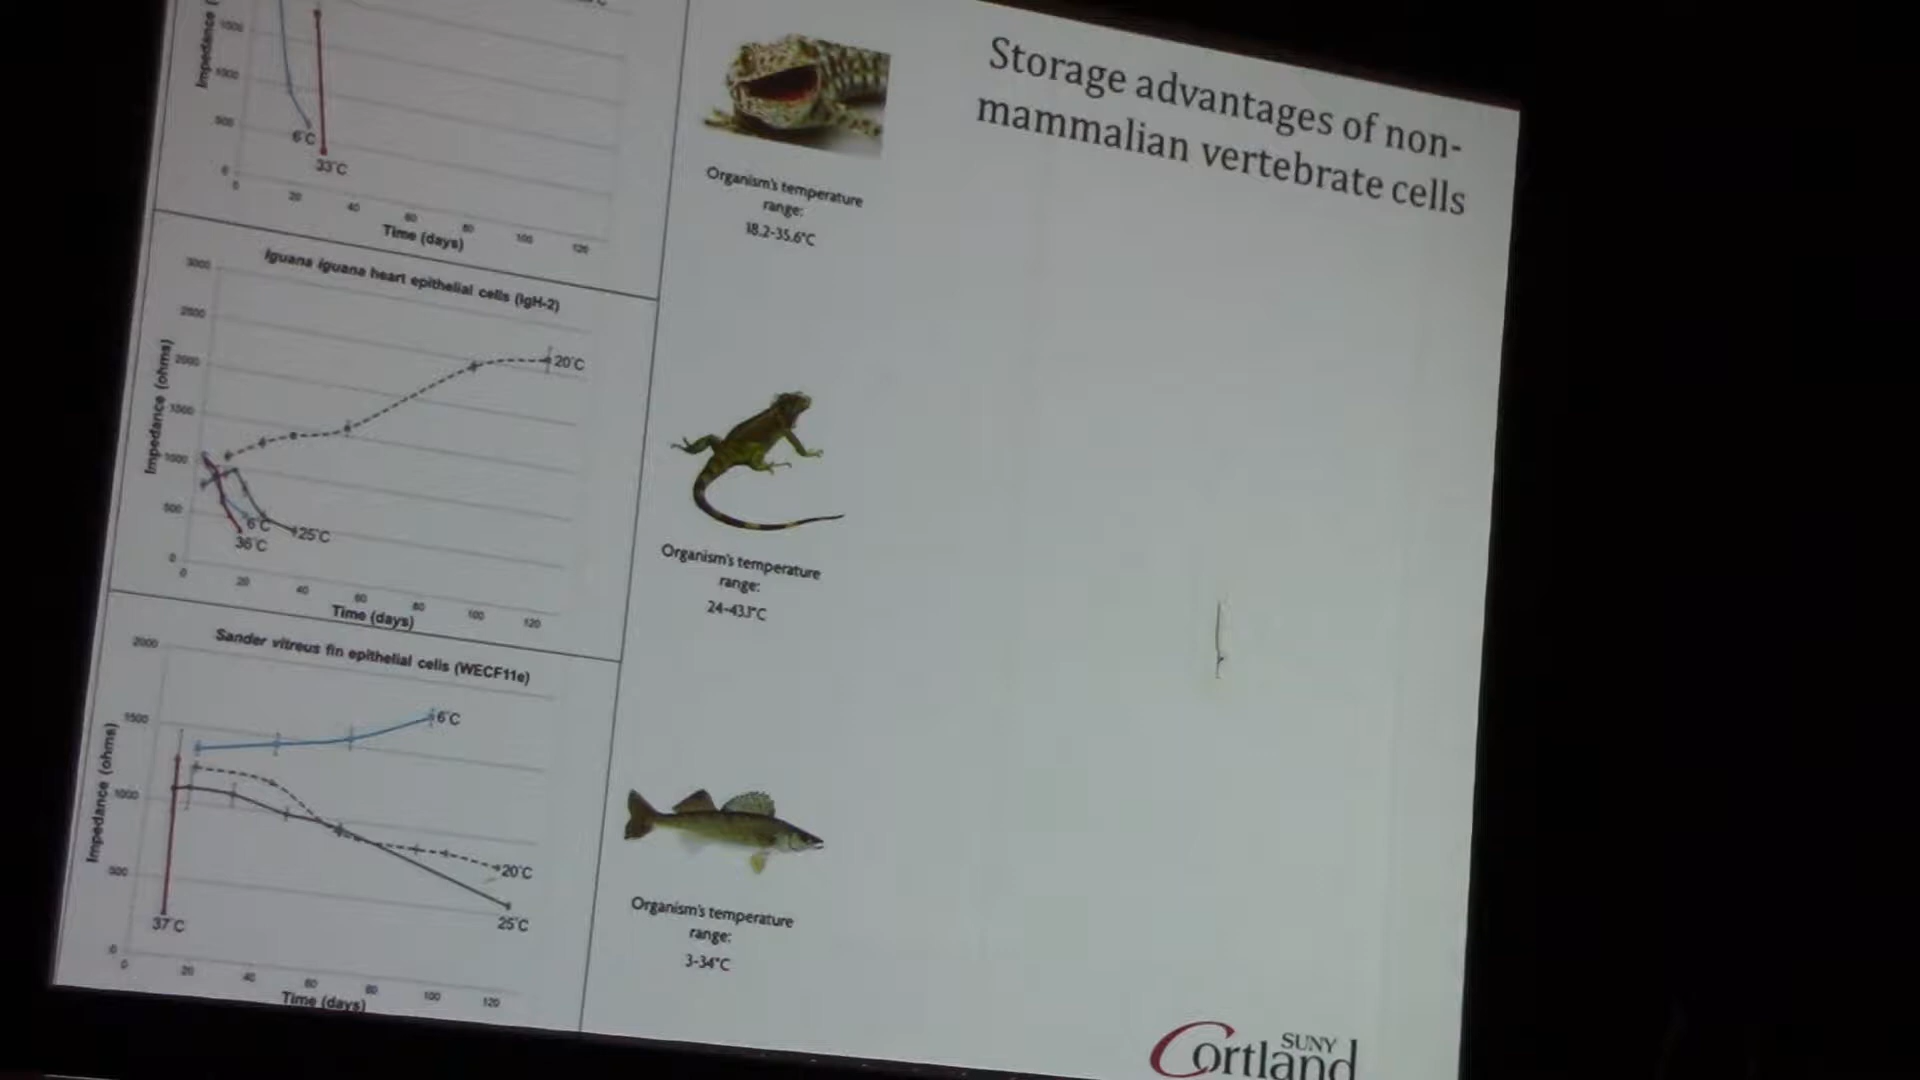 Storage advantages of non-
mammalian vertebrate cells
Impedance (
1500
1000
500
0
6°C
33°C
0
20
40
60
80
100
120
Time (days)
Organism's temperature
range:
18.2-35.6°C
Iguana iguana heart epithelial cells (IgH-2)
Impedance (ohms)
3000
2500
2000
1500
1000
500
0
20°C
6°C
25°C
36°C
0
20
40
60
80
100
120
Time (days)
Organism's temperature
range:
24-43.1°C
Sander vitreus fin epithelial cells (WECF11e)
Impedance (ohms)
2000
1500
1000
500
0
6°C
20°C
25°C
37°C
0
20
40
60
80
100
120
Time (days)
Organism's temperature
range:
3-34°C
SUNY
Cortland